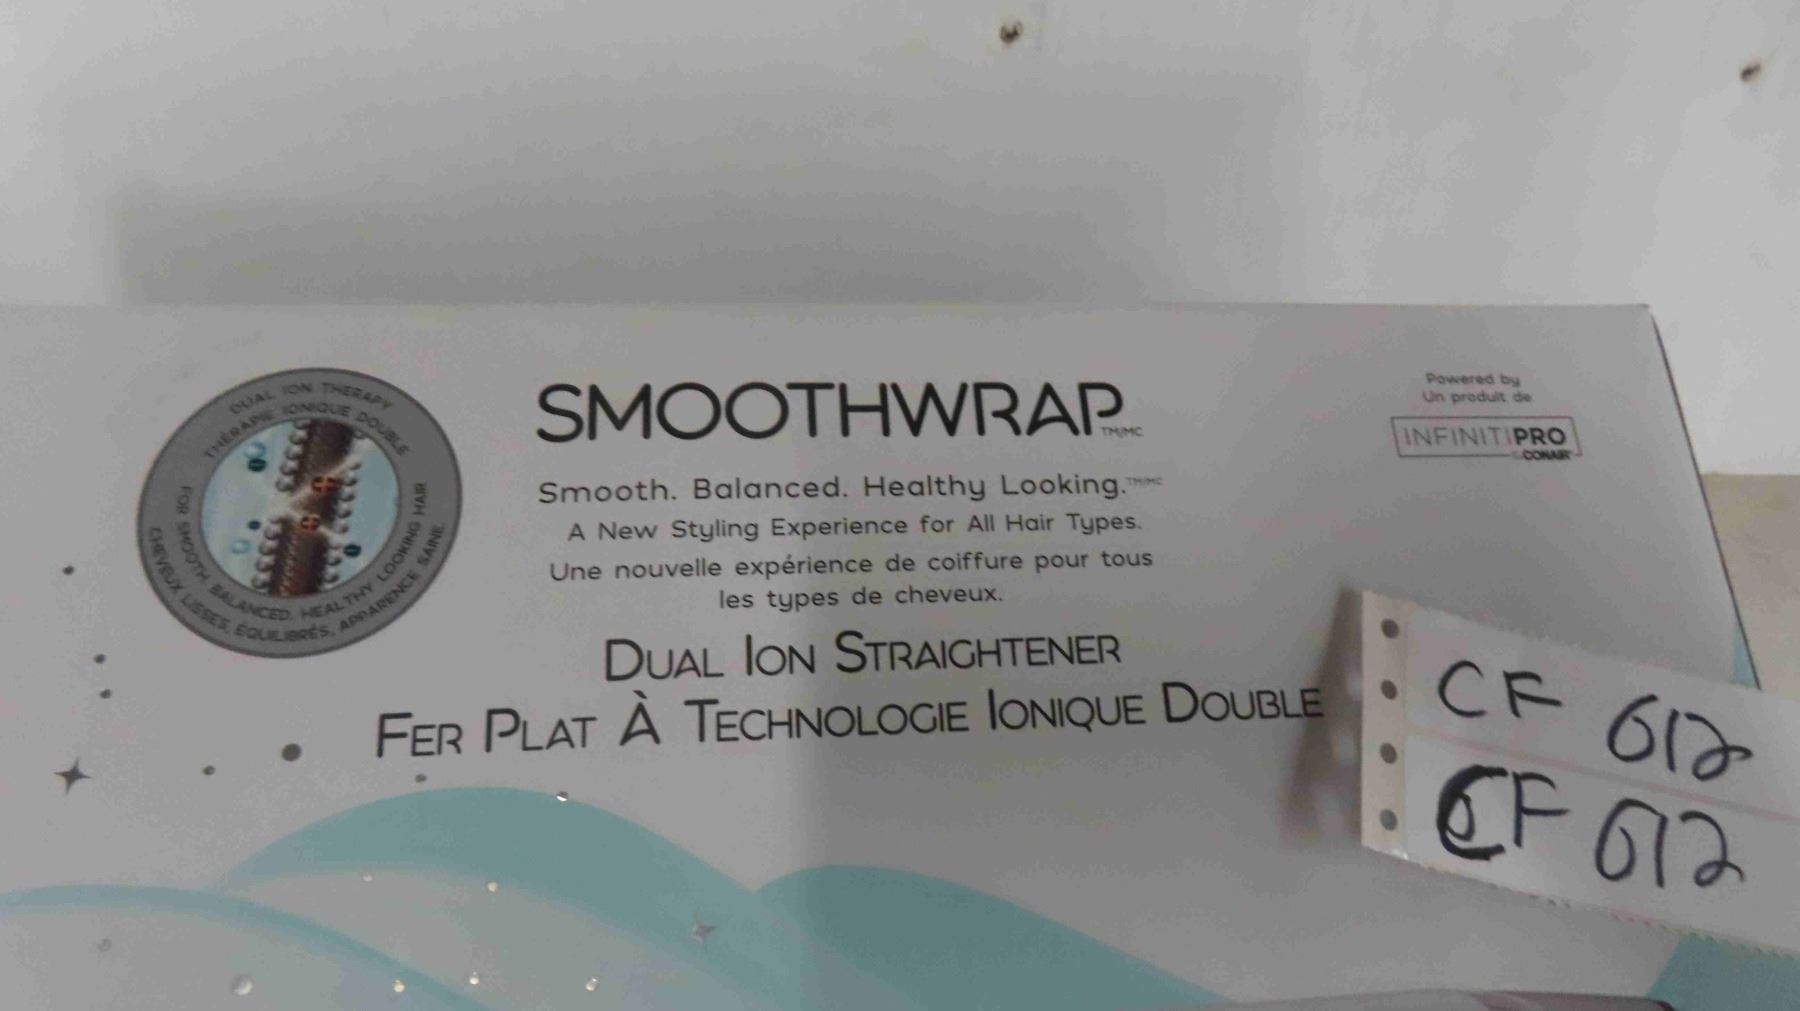 DUAL ION THERAPY
THÉRAPIE IONIQUE DOUBLE
FOR SMOOTH, BALANCED, HEALTHY LOOKING HAIR
CHEVEUX LISSES, ÉQUILIBRÉS, APPARENCE SAINE
SMOOTHWRAP TM/MC
Smooth. Balanced. Healthy Looking.TM/MC
A New Styling Experience for All Hair Types.
Une nouvelle expérience de coiffure pour tous
les types de cheveux.
DUAL ION STRAIGHTENER
FER PLAT À TECHNOLOGIE IONIQUE DOUBLE
Powered by
Un produit de
INFINITIPRO
BY CONAIR
CF 612
CF 612